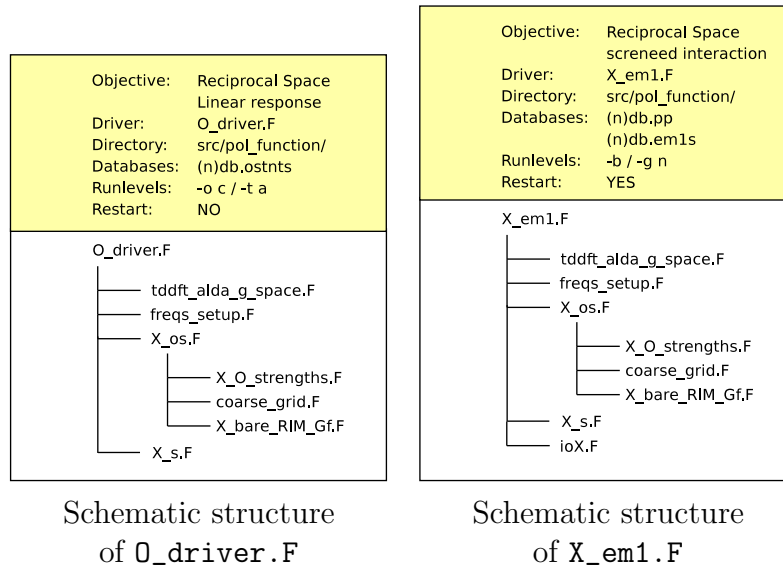 Objective: Reciprocal Space
Linear response
Driver: O_driver.F
Directory: src/pol_function/
Databases: (n)db.ostnts
Runlevels: -o c / -t a
Restart: NO
O_driver.F
tddft_alda_g_space.F
freqs_setup.F
X_os.F
X_O_strengths.F
coarse_grid.F
X_bare_RIM_Gf.F
X_s.F
Schematic structure
of O_driver.F
Objective: Reciprocal Space
screneed interaction
Driver: X_em1.F
Directory: src/pol_function/
Databases: (n)db.pp
(n)db.em1s
Runlevels: -b / -g n
Restart: YES
X_em1.F
tddft_alda_g_space.F
freqs_setup.F
X_os.F
X_O_strengths.F
coarse_grid.F
X_bare_RIM_Gf.F
X_s.F
ioX.F
Schematic structure
of X_em1.F